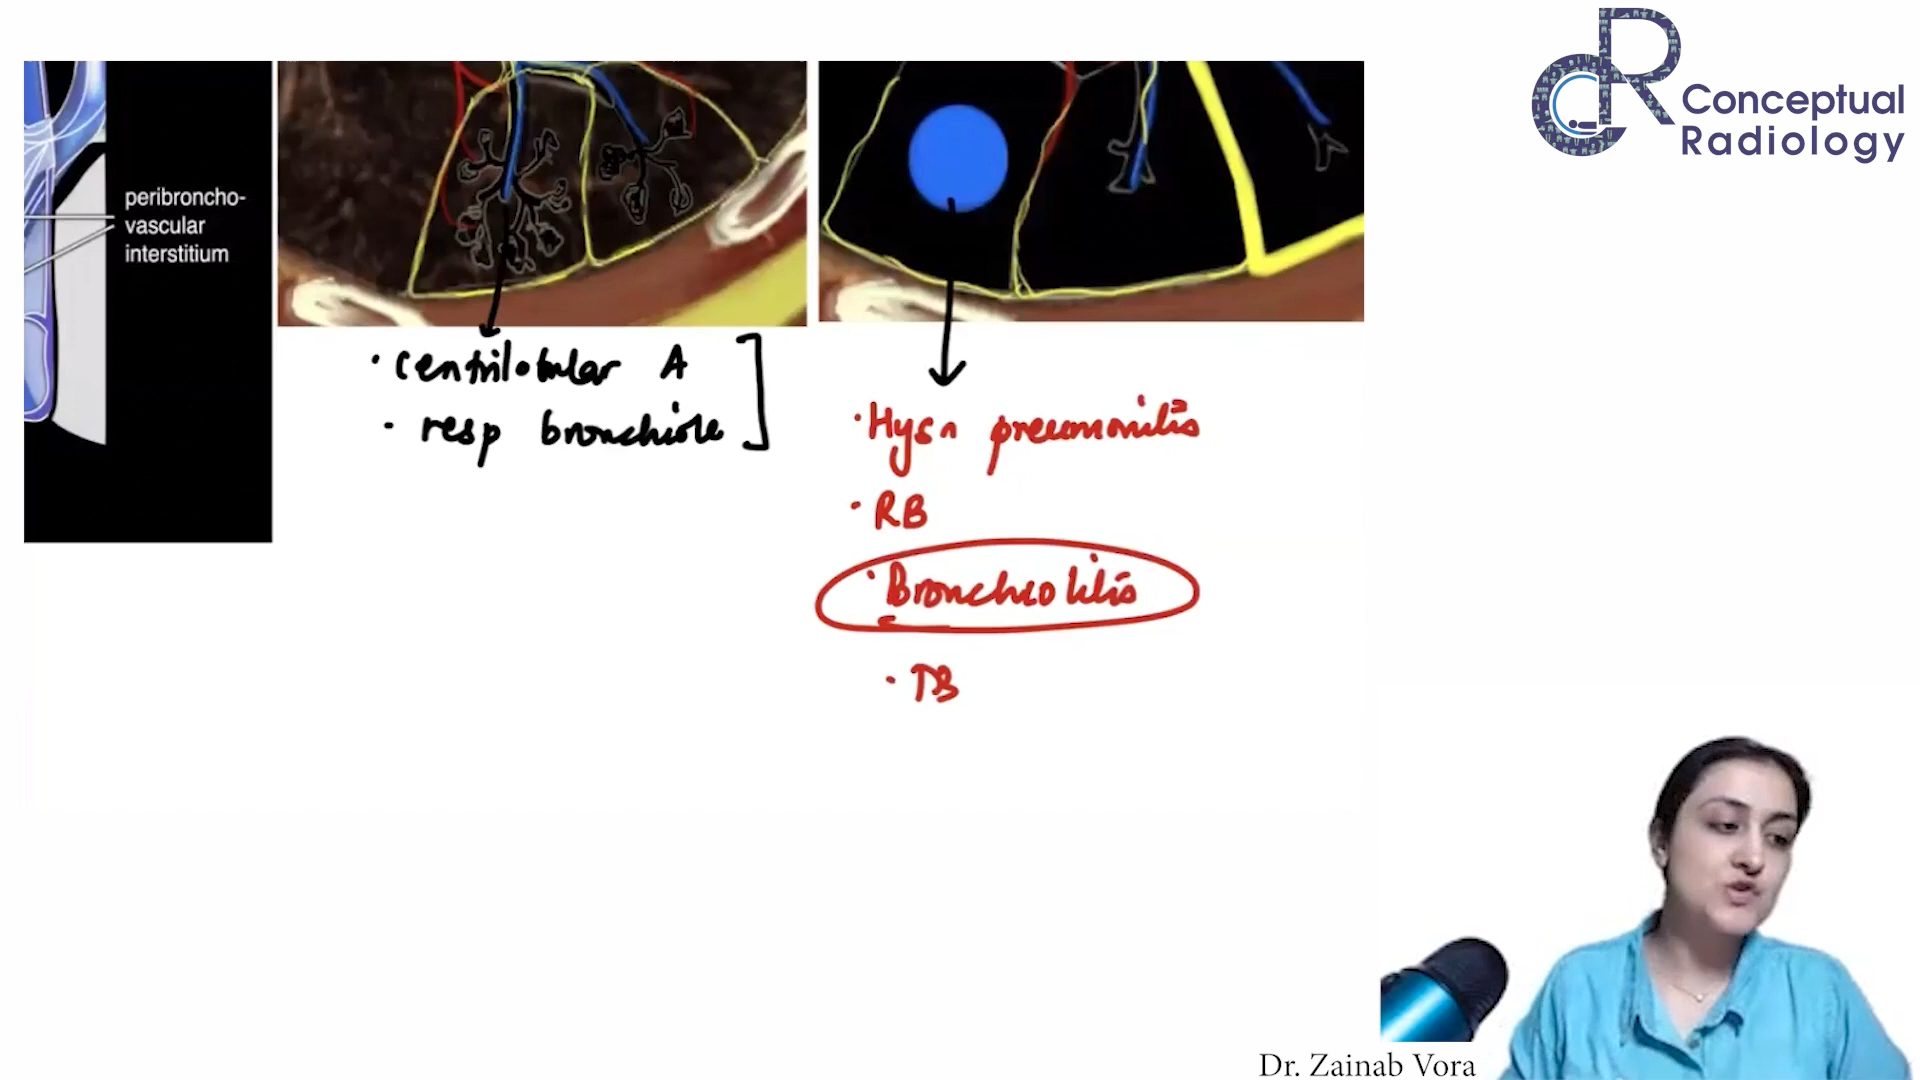 Conceptual
Radiology
peribroncho-
vascular
interstitium
· Centrilobular A
· resp bronchiole
· Hysn pneumonitis
· RB
· Bronchiolitis
· TB
Dr. Zainab Vora